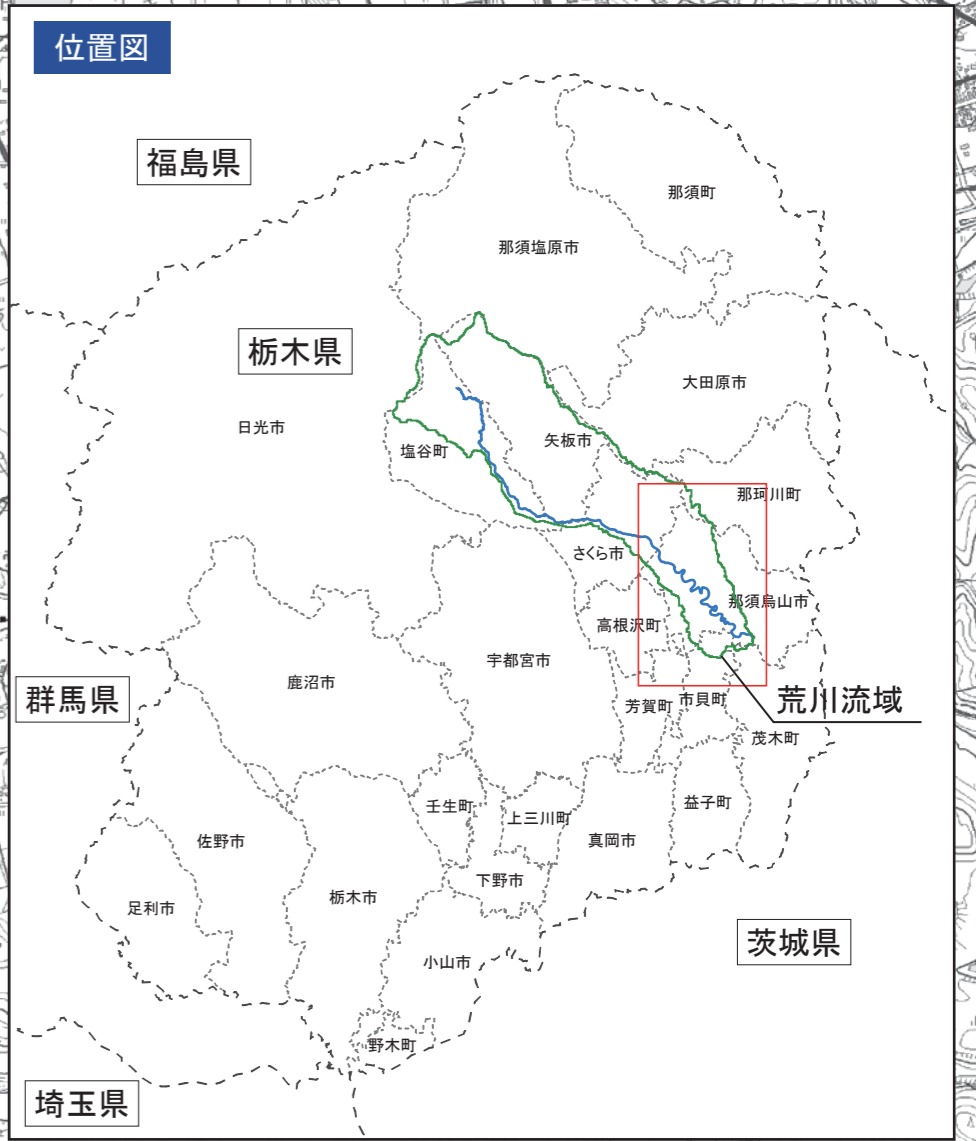 位置図
福島県
那須町
那須塩原市
栃木県
大田原市
日光市
矢板市
塩谷町
那珂川町
さくら市
那須烏山市
高根沢町
宇都宮市
鹿沼市
群馬県
芳賀町
市貝町
荒川流域
茂木町
益子町
壬生町
上三川町
佐野市
真岡市
下野市
栃木市
足利市
茨城県
小山市
野木町
埼玉県